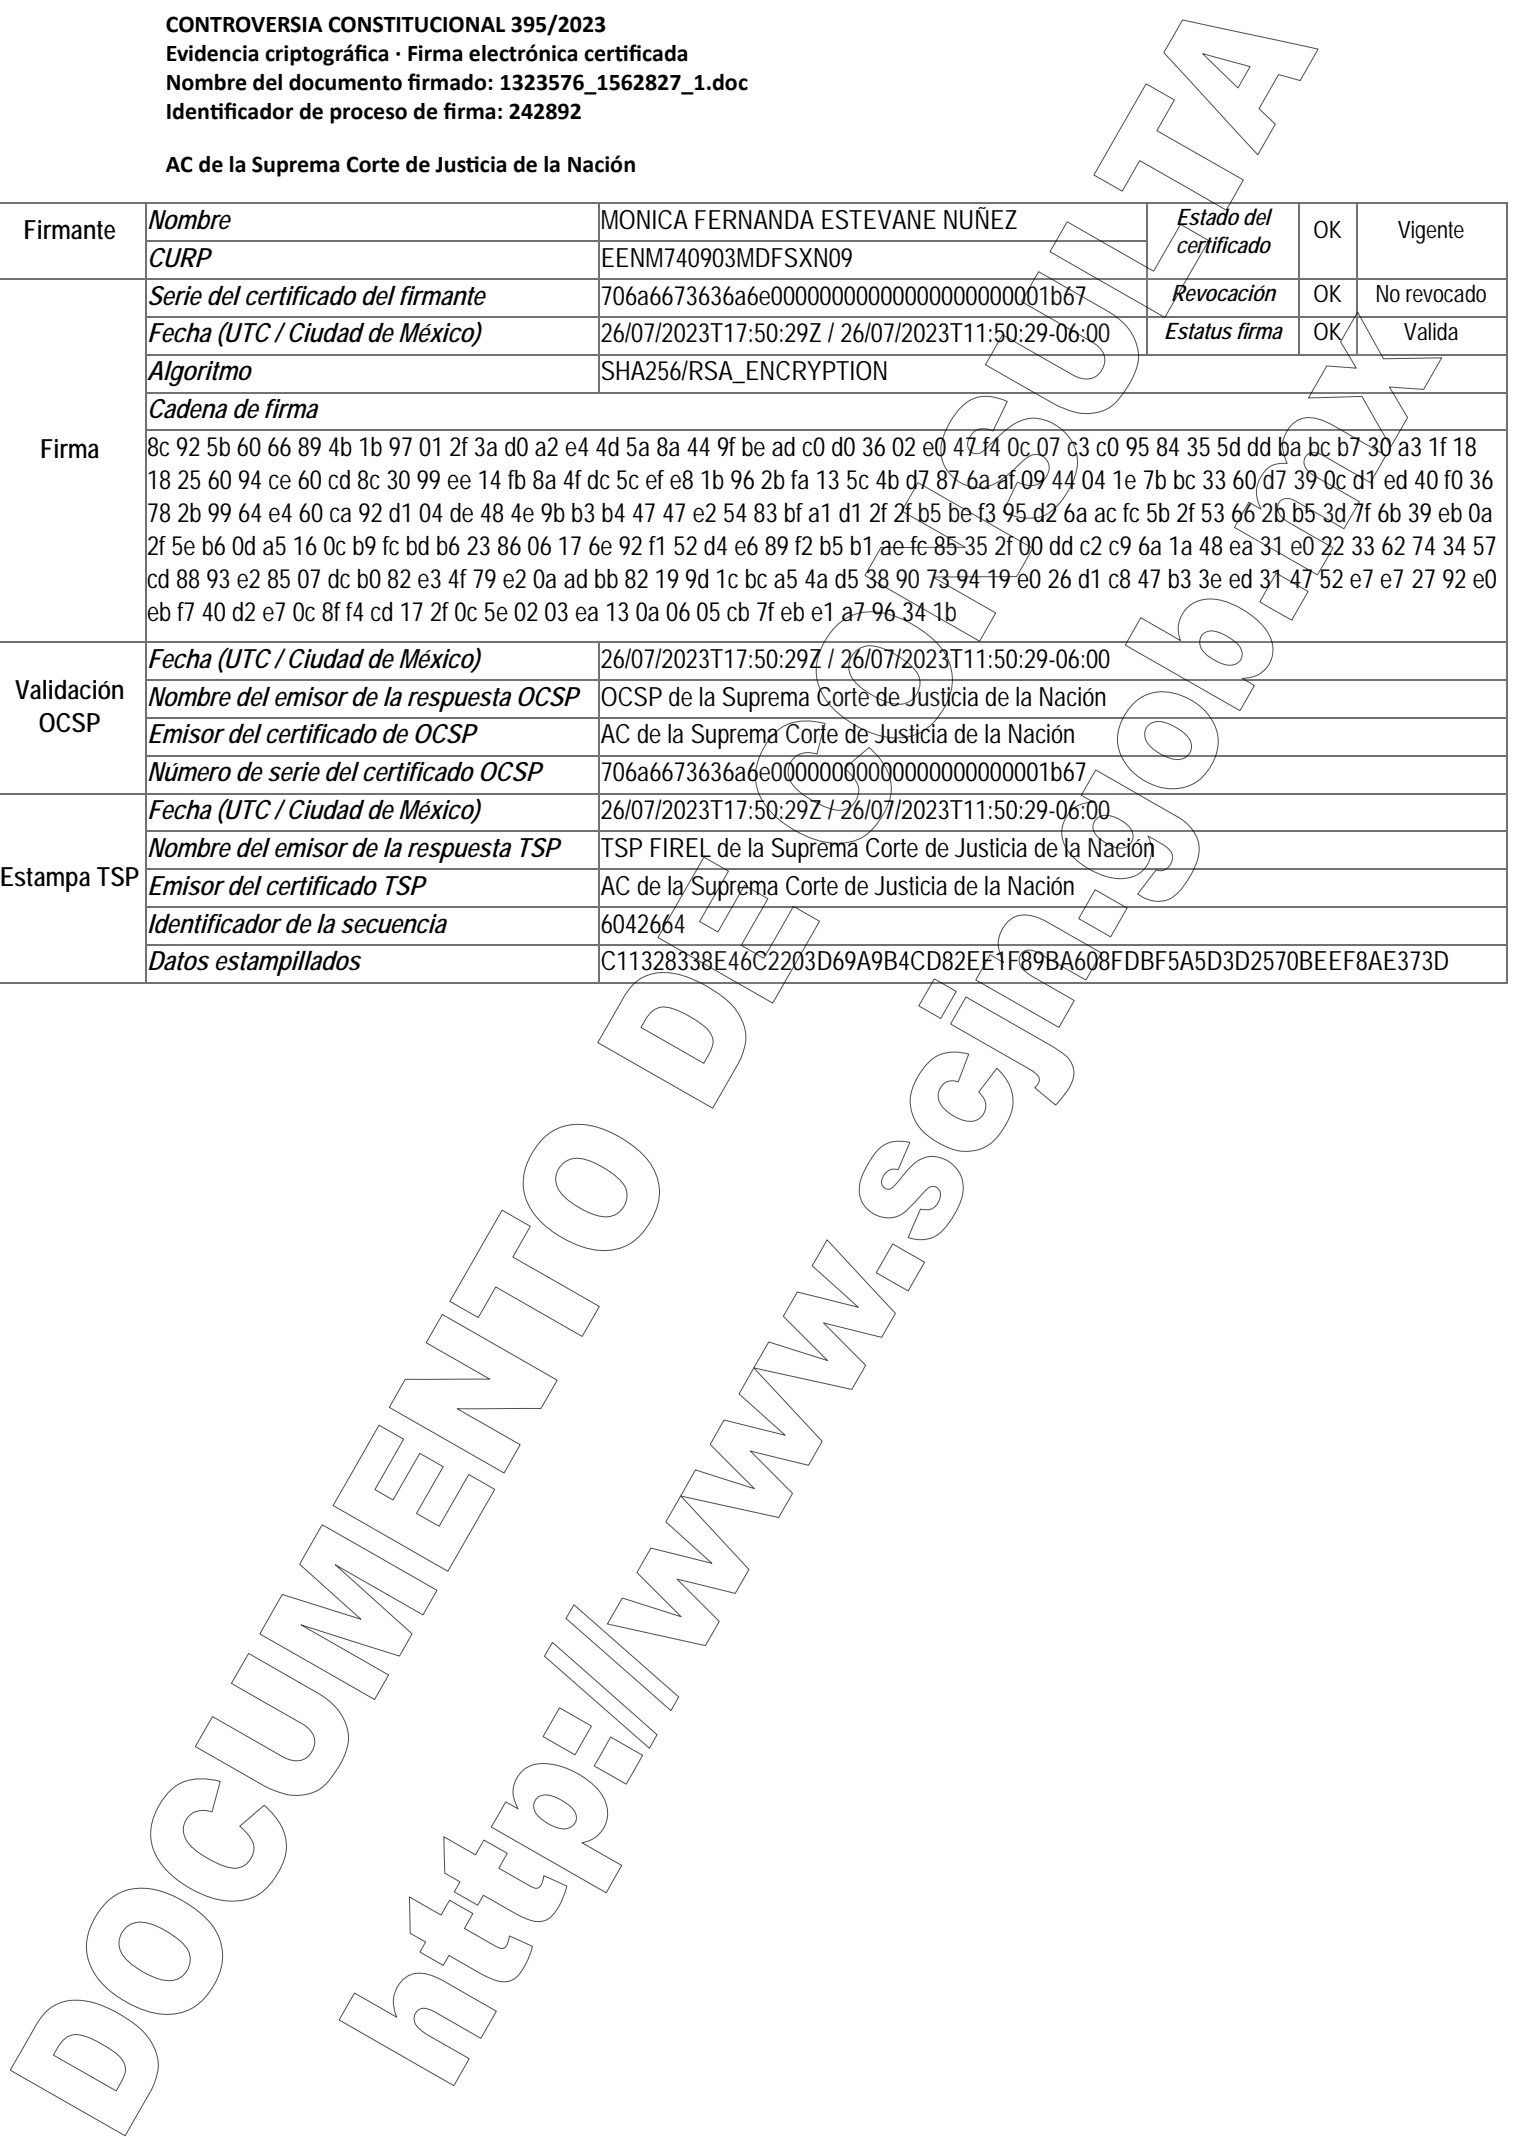 CONTROVERSIA CONSTITUCIONAL 395/2023
Evidencia criptográfica · Firma electrónica certificada
Nombre del documento firmado: 1323576_1562827_1.doc
Identificador de proceso de firma: 242892
AC de la Suprema Corte de Justicia de la Nación
Firmante
Nombre
MONICA FERNANDA ESTEVANE NUÑEZ
Estado del certificado
OK
Vigente
CURP
EENM740903MDFSXN09
Firma
Serie del certificado del firmante
706a6673636a6e00000000000000000000001b67
Revocación
OK
No revocado
Fecha (UTC / Ciudad de México)
26/07/2023T17:50:29Z / 26/07/2023T11:50:29-06:00
Estatus firma
OK
Valida
Algoritmo
SHA256/RSA_ENCRYPTION
Cadena de firma
8c 92 5b 60 66 89 4b 1b 97 01 2f 3a d0 a2 e4 4d 5a 8a 44 9f be ad c0 d0 36 02 e0 47 f4 0c 07 c3 c0 95 84 35 5d dd ba bc b7 30 a3 1f 18
18 25 60 94 ce 60 cd 8c 30 99 ee 14 fb 8a 4f dc 5c ef e8 1b 96 2b fa 13 5c 4b d7 87 6a af 09 44 04 1e 7b bc 33 60 d7 39 0c d1 ed 40 f0 36
78 2b 99 64 e4 60 ca 92 d1 04 de 48 4e 9b b3 b4 47 47 e2 54 83 bf a1 d1 2f 2f b5 be f3 95 d2 6a ac fc 5b 2f 53 66 2b b5 3d 7f 6b 39 eb 0a
2f 5e b6 0d a5 16 0c b9 fc bd b6 23 86 06 17 6e 92 f1 52 d4 e6 89 f2 b5 b1 ae fc 85 35 2f 00 dd c2 c9 6a 1a 48 ea 31 e0 22 33 62 74 34 57
cd 88 93 e2 85 07 dc b0 82 e3 4f 79 e2 0a ad bb 82 19 9d 1c bc a5 4a d5 38 90 73 94 19 e0 26 d1 c8 47 b3 3e ed 31 47 52 e7 e7 27 92 e0
eb f7 40 d2 e7 0c 8f f4 cd 17 2f 0c 5e 02 03 ea 13 0a 06 05 cb 7f eb e1 a7 96 34 1b
Validación OCSP
Fecha (UTC / Ciudad de México)
26/07/2023T17:50:29Z / 26/07/2023T11:50:29-06:00
Nombre del emisor de la respuesta OCSP
OCSP de la Suprema Corte de Justicia de la Nación
Emisor del certificado de OCSP
AC de la Suprema Corte de Justicia de la Nación
Número de serie del certificado OCSP
706a6673636a6e00000000000000000000001b67
Estampa TSP
Fecha (UTC / Ciudad de México)
26/07/2023T17:50:29Z / 26/07/2023T11:50:29-06:00
Nombre del emisor de la respuesta TSP
TSP FIREL de la Suprema Corte de Justicia de la Nación
Emisor del certificado TSP
AC de la Suprema Corte de Justicia de la Nación
Identificador de la secuencia
6042664
Datos estampillados
C11328338E46C2203D69A9B4CD82EE1F89BA608FDBF5A5D3D2570BEEF8AE373D
DOCUMENTO DE CONSULTA
http://www.scjn.gob.mx